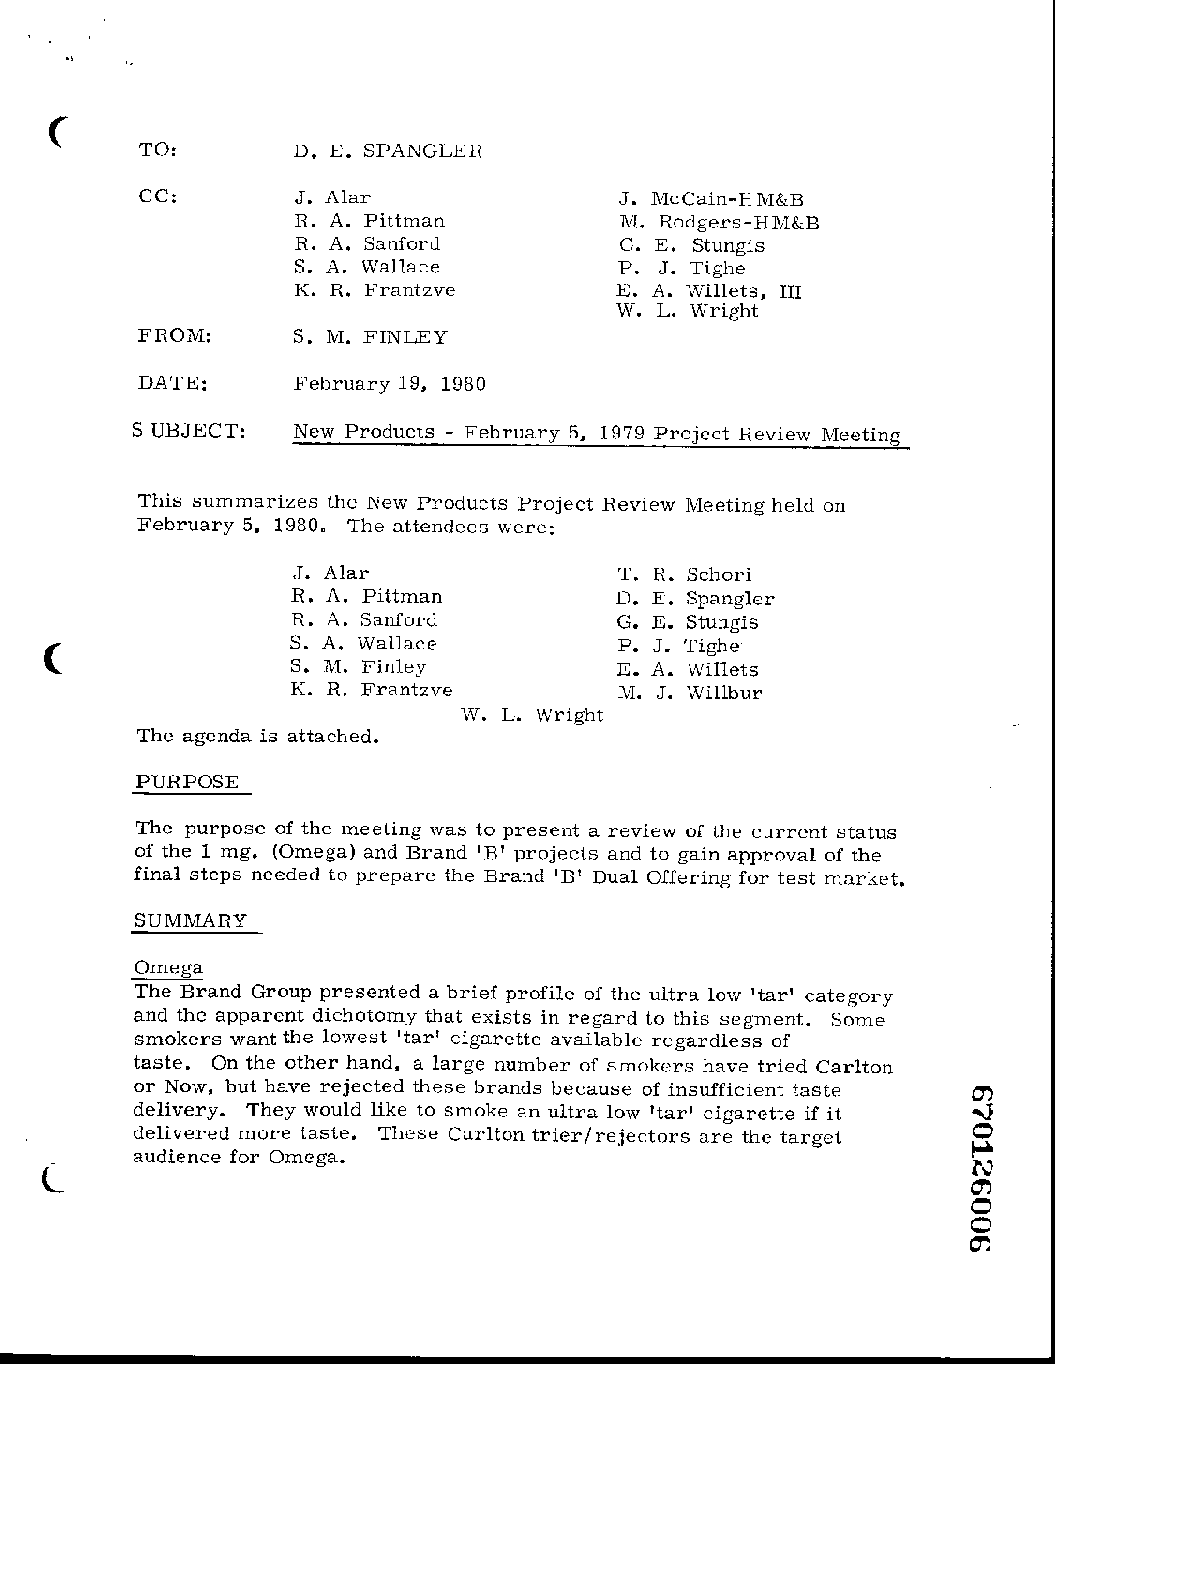 TO: D. E. SPANGLER
CC: J. Alar J. McCain-HM&B
R. A. Pittman M. Rodgers-HM&B
R. A. Sanford G. E. Stungis
S. A. Wallace P. J. Tighe
K. R. Frantzve E. A. Willets, III
W. L. Wright
FROM: S. M. FINLEY
DATE: February 19, 1980
SUBJECT: New Products - February 5, 1979 Project Review Meeting
This summarizes the New Products Project Review Meeting held on
February 5, 1980. The attendees were:
J. Alar T. R. Schori
R. A. Pittman D. E. Spangler
R. A. Sanford G. E. Stungis
S. A. Wallace P. J. Tighe
S. M. Finley E. A. Willets
K. R. Frantzve M. J. Willbur
W. L. Wright
The agenda is attached.
PURPOSE
The purpose of the meeting was to present a review of the current status
of the 1 mg. (Omega) and Brand 'B' projects and to gain approval of the
final steps needed to prepare the Brand 'B' Dual Offering for test market.
SUMMARY
Omega
The Brand Group presented a brief profile of the ultra low 'tar' category
and the apparent dichotomy that exists in regard to this segment. Some
smokers want the lowest 'tar' cigarette available regardless of
taste. On the other hand, a large number of smokers have tried Carlton
or Now, but have rejected these brands because of insufficient taste
delivery. They would like to smoke an ultra low 'tar' cigarette if it
delivered more taste. These Carlton trier/rejectors are the target
audience for Omega.
670126006